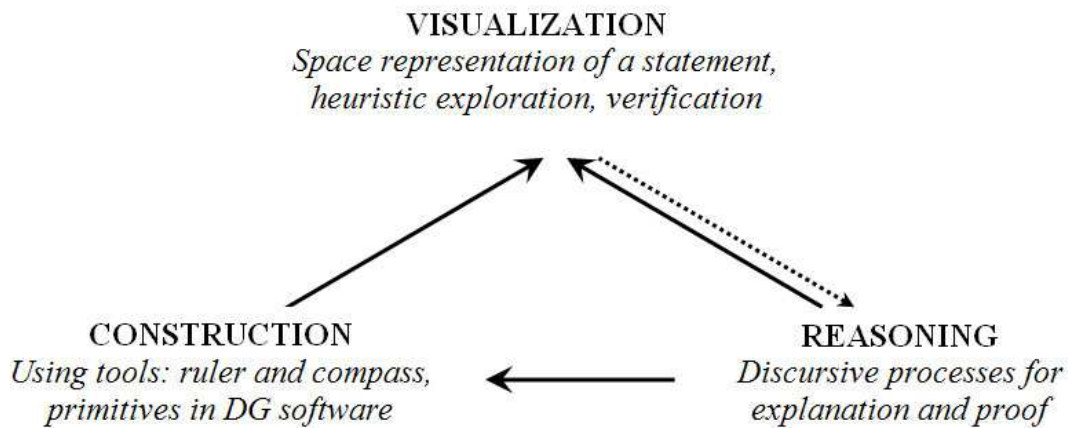 VISUALIZATION
Space representation of a statement,
heuristic exploration, verification
CONSTRUCTION
Using tools: ruler and compass,
primitives in DG software
REASONING
Discursive processes for
explanation and proof